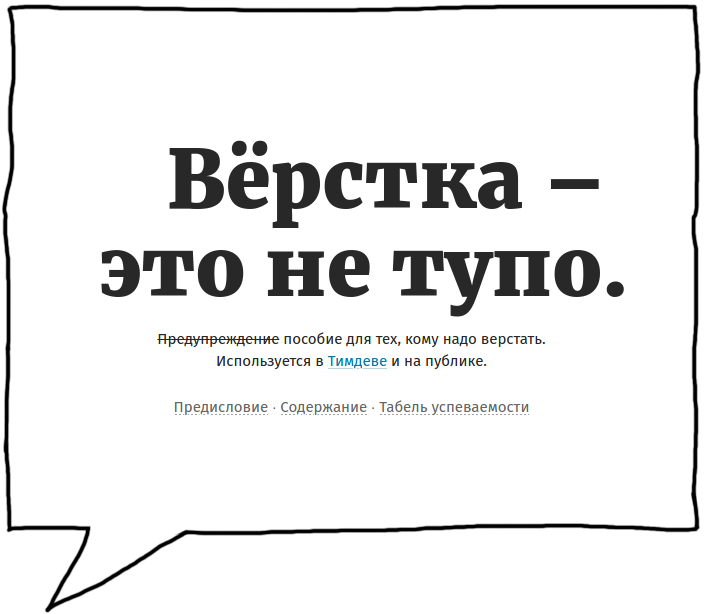 Вёрстка –
это не тупо.
Предупреждение пособие для тех, кому надо верстать.
Используется в Тимдеве и на публике.
Предисловие · Содержание · Табель успеваемости